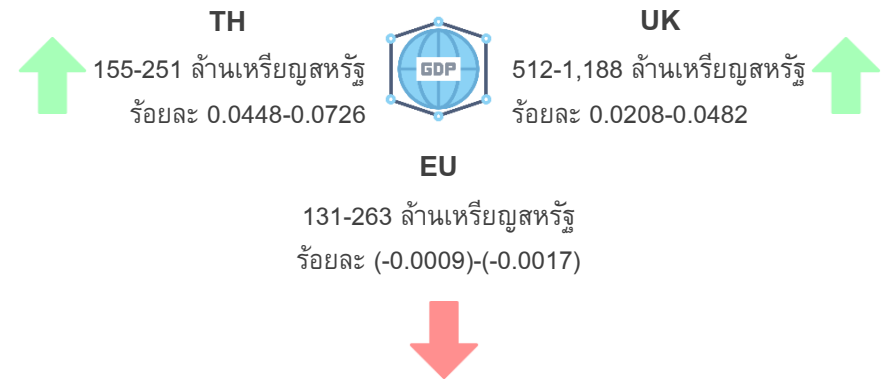 TH
155-251 ล้านเหรียญสหรัฐ
ร้อยละ 0.0448-0.0726
GDP
UK
512-1,188 ล้านเหรียญสหรัฐ
ร้อยละ 0.0208-0.0482
EU
131-263 ล้านเหรียญสหรัฐ
ร้อยละ (-0.0009)-(-0.0017)